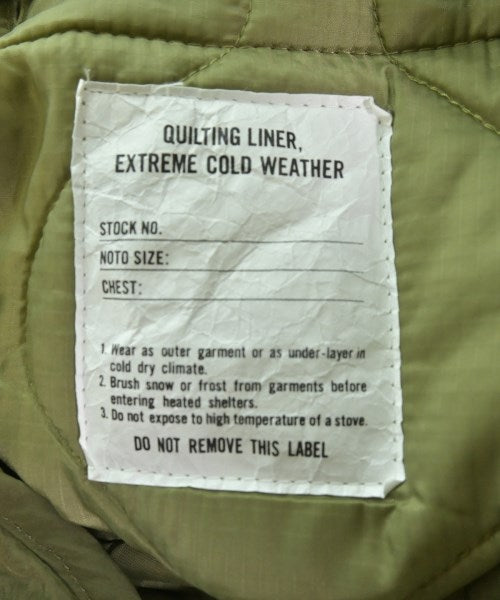 QUILTING LINER,
EXTREME COLD WEATHER
STOCK NO.
NOTO SIZE:
CHEST:
1. Wear as outer garment or as under-layer in
cold dry climate.
2. Brush snow or frost from garments before
entering heated shelters.
3. Do not expose to high temperature of a stove.
DO NOT REMOVE THIS LABEL